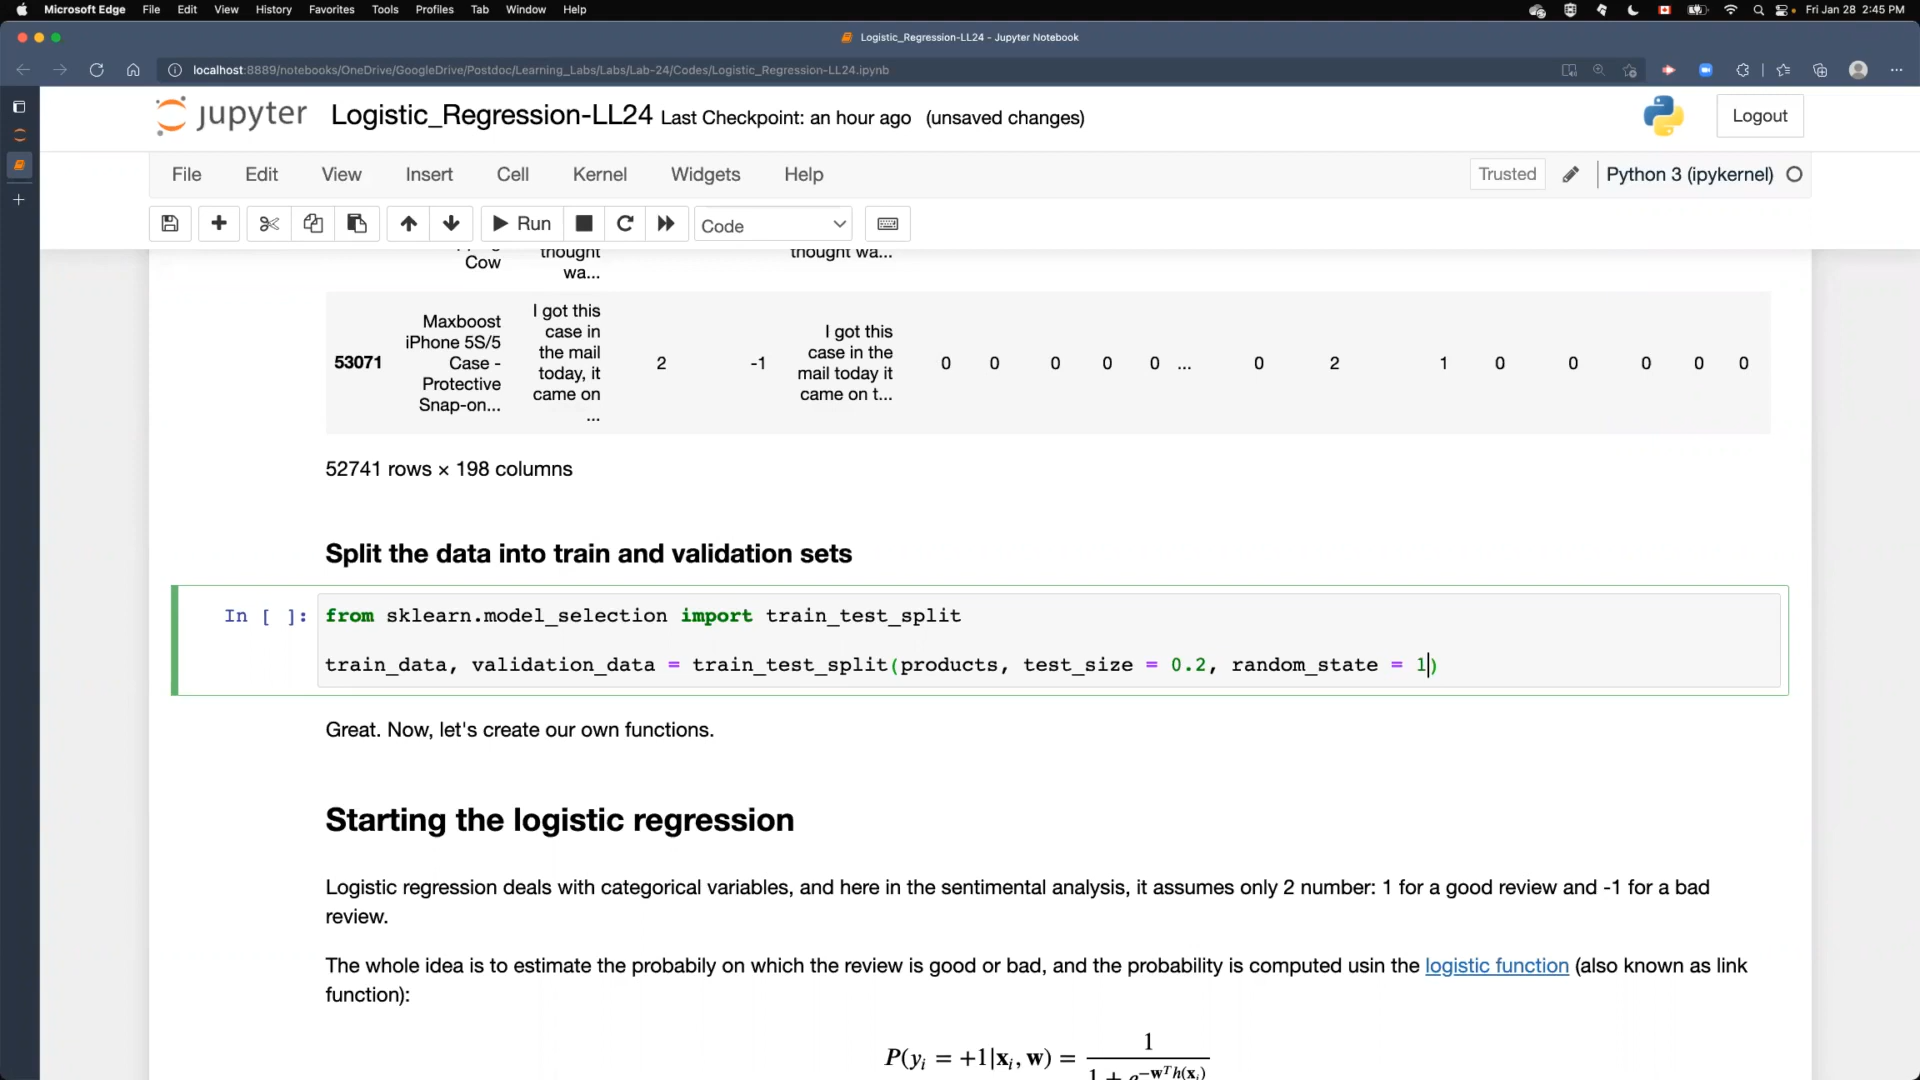 Microsoft Edge File Edit View History Favorites Tools Profiles Tab Window Help Fri Jan 28 2:45 PM
Logistic_Regression-LL24 - Jupyter Notebook
localhost:8889/notebooks/OneDrive/GoogleDrive/Postdoc/Learning_Labs/Labs/Lab-24/Codes/Logistic_Regression-LL24.ipynb
jupyter Logistic_Regression-LL24 Last Checkpoint: an hour ago (unsaved changes) Logout
File Edit View Insert Cell Kernel Widgets Help Trusted Python 3 (ipykernel)
Run Code
thought thought wa...
Cow
wa...
I got this
Maxboost
case in
I got this
iPhone 5S/5
the mail
case in the
53071 Case - 2 -1 0 0 0 0 0 ... 0 2 1 0 0 0 0 0
today, it
mail today it
Protective
came on
came on t...
Snap-on...
...
52741 rows × 198 columns
Split the data into train and validation sets
In [ ]: from sklearn.model_selection import train_test_split
train_data, validation_data = train_test_split(products, test_size = 0.2, random_state = 1)
Great. Now, let's create our own functions.
Starting the logistic regression
Logistic regression deals with categorical variables, and here in the sentimental analysis, it assumes only 2 number: 1 for a good review and -1 for a bad
review.
The whole idea is to estimate the probabily on which the review is good or bad, and the probability is computed usin the logistic function (also known as link
function):
P(yᵢ = +1|xᵢ, w) = 1
1 + e^{-wᵀh(xᵢ)}